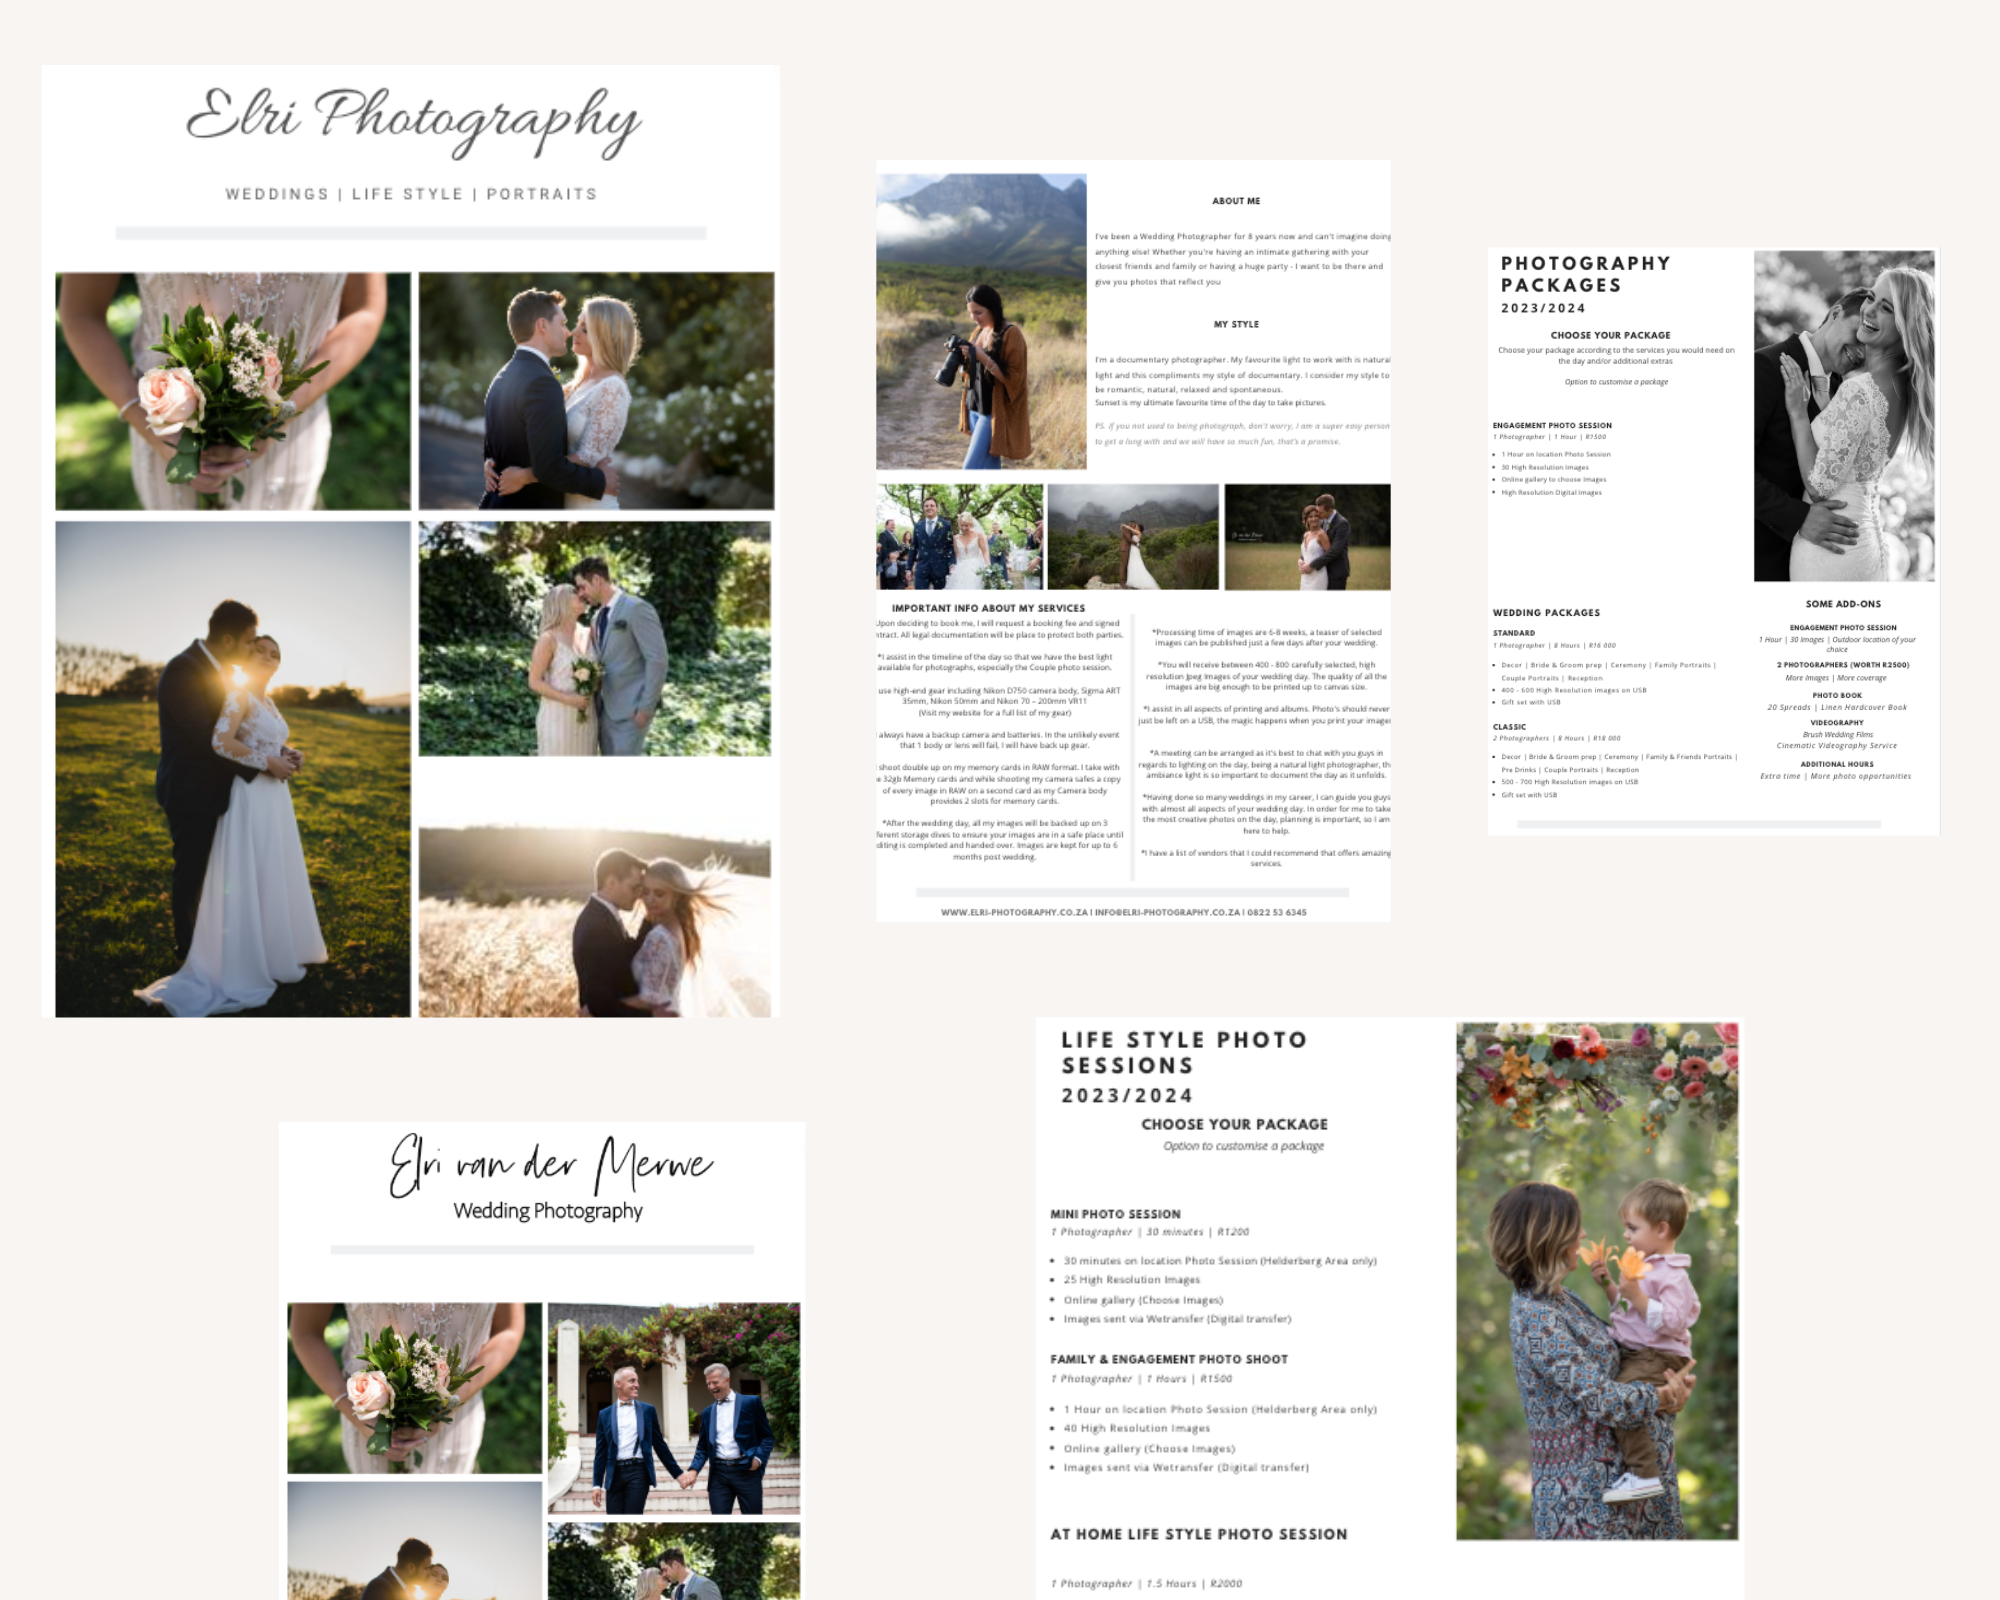 Elri Photography
WEDDINGS | LIFE STYLE | PORTRAITS
ABOUT ME
I've been a Wedding Photographer for 8 years now and can't imagine doing
anything else! Whether you're having an intimate gathering with your
closest friends and family or having a huge party - I want to be there and
give you photos that reflect you
MY STYLE
I'm a documentary photographer. My favourite light to work with is natural
light and this compliments my style of documentary. I consider my style to
be romantic, natural, relaxed and spontaneous.
Sunset is my ultimate favourite time of the day to take pictures.
PS. If you not used to being photograph, don't worry, I am a super easy person
to get a long with and we will have so much fun, that's a promise.
IMPORTANT INFO ABOUT MY SERVICES
Upon deciding to book me, I will request a booking fee and signed
ntract. All legal documentation will be place to protect both parties.
*I assist in the timeline of the day so that we have the best light
available for photographs, especially the Couple photo session.
use high-end gear including Nikon D750 camera body, Sigma ART
35mm, Nikon 50mm and Nikon 70 – 200mm VR11
(Visit my website for a full list of my gear)
always have a backup camera and batteries. In the unlikely event
that 1 body or lens will fail, I will have back up gear.
shoot double up on my memory cards in RAW format. I take with
e 32gb Memory cards and while shooting my camera safes a copy
of every image in RAW on a second card as my Camera body
provides 2 slots for memory cards.
*After the wedding day, all my images will be backed up on 3
ferent storage dives to ensure your images are in a safe place until
diting is completed and handed over. Images are kept for up to 6
months post wedding.
*Processing time of images are 6-8 weeks, a teaser of selected
images can be published just a few days after your wedding.
*You will receive between 400 - 800 carefully selected, high
resolution Jpeg Images of your wedding day. The quality of all the
images are big enough to be printed up to canvas size.
*I assist in all aspects of printing and albums. Photo's should never
just be left on a USB, the magic happens when you print your images
*A meeting can be arranged as it's best to chat with you guys in
regards to lighting on the day, being a natural light photographer, th
ambiance light is so important to document the day as it unfolds.
*Having done so many weddings in my career, I can guide you guys
with almost all aspects of your wedding day. In order for me to take
the most creative photos on the day, planning is important, so I am
here to help.
*I have a list of vendors that I could recommend that offers amazing
services.
WWW.ELRI-PHOTOGRAPHY.CO.ZA I INFO@ELRI-PHOTOGRAPHY.CO.ZA I 0822 53 6345
PHOTOGRAPHY
PACKAGES
2023/2024
CHOOSE YOUR PACKAGE
Choose your package according to the services you would need on
the day and/or additional extras
Option to customise a package
ENGAGEMENT PHOTO SESSION
1 Photographer | 1 Hour | R1500
• 1 Hour on location Photo Session
• 30 High Resolution Images
• Online gallery to choose Images
• High Resolution Digital Images
WEDDING PACKAGES
STANDARD
1 Photographer | 8 Hours | R16 000
• Decor | Bride & Groom prep | Ceremony | Family Portraits |
Couple Portraits | Reception
• 400 - 600 High Resolution images on USB
• Gift set with USB
CLASSIC
2 Photographers | 8 Hours | R18 000
• Decor | Bride & Groom prep | Ceremony | Family & Friends Portraits |
Pre Drinks | Couple Portraits | Reception
• 500 - 700 High Resolution images on USB
• Gift set with USB
SOME ADD-ONS
ENGAGEMENT PHOTO SESSION
1 Hour | 30 Images | Outdoor location of your
choice
2 PHOTOGRAPHERS (WORTH R2500)
More Images | More coverage
PHOTO BOOK
20 Spreads | Linen Hardcover Book
VIDEOGRAPHY
Brush Wedding Films
Cinematic Videography Service
ADDITIONAL HOURS
Extra time | More photo opportunities
Elri van der Merwe
Wedding Photography
LIFE STYLE PHOTO
SESSIONS
2023/2024
CHOOSE YOUR PACKAGE
Option to customise a package
MINI PHOTO SESSION
1 Photographer | 30 minutes | R1200
• 30 minutes on location Photo Session (Helderberg Area only)
• 25 High Resolution Images
• Online gallery (Choose Images)
• Images sent via Wetransfer (Digital transfer)
FAMILY & ENGAGEMENT PHOTO SHOOT
1 Photographer | 1 Hours | R1500
• 1 Hour on location Photo Session (Helderberg Area only)
• 40 High Resolution Images
• Online gallery (Choose Images)
• Images sent via Wetransfer (Digital transfer)
AT HOME LIFE STYLE PHOTO SESSION
1 Photographer | 1.5 Hours | R2000